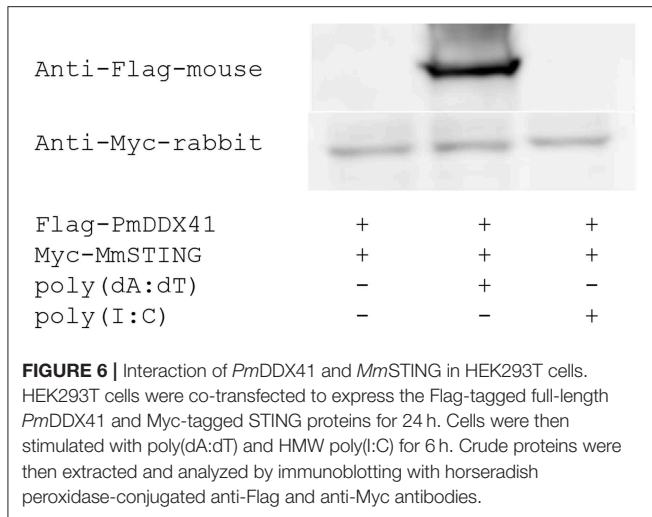 Anti-Flag-mouse
Anti-Myc-rabbit
Flag-PmDDX41 + + +
Myc-MmSTING + + +
poly(dA:dT) - + -
poly(I:C) - - +
FIGURE 6 | Interaction of PmDDX41 and MmSTING in HEK293T cells.
HEK293T cells were co-transfected to express the Flag-tagged full-length
PmDDX41 and Myc-tagged STING proteins for 24 h. Cells were then
stimulated with poly(dA:dT) and HMW poly(I:C) for 6 h. Crude proteins were
then extracted and analyzed by immunoblotting with horseradish
peroxidase-conjugated anti-Flag and anti-Myc antibodies.